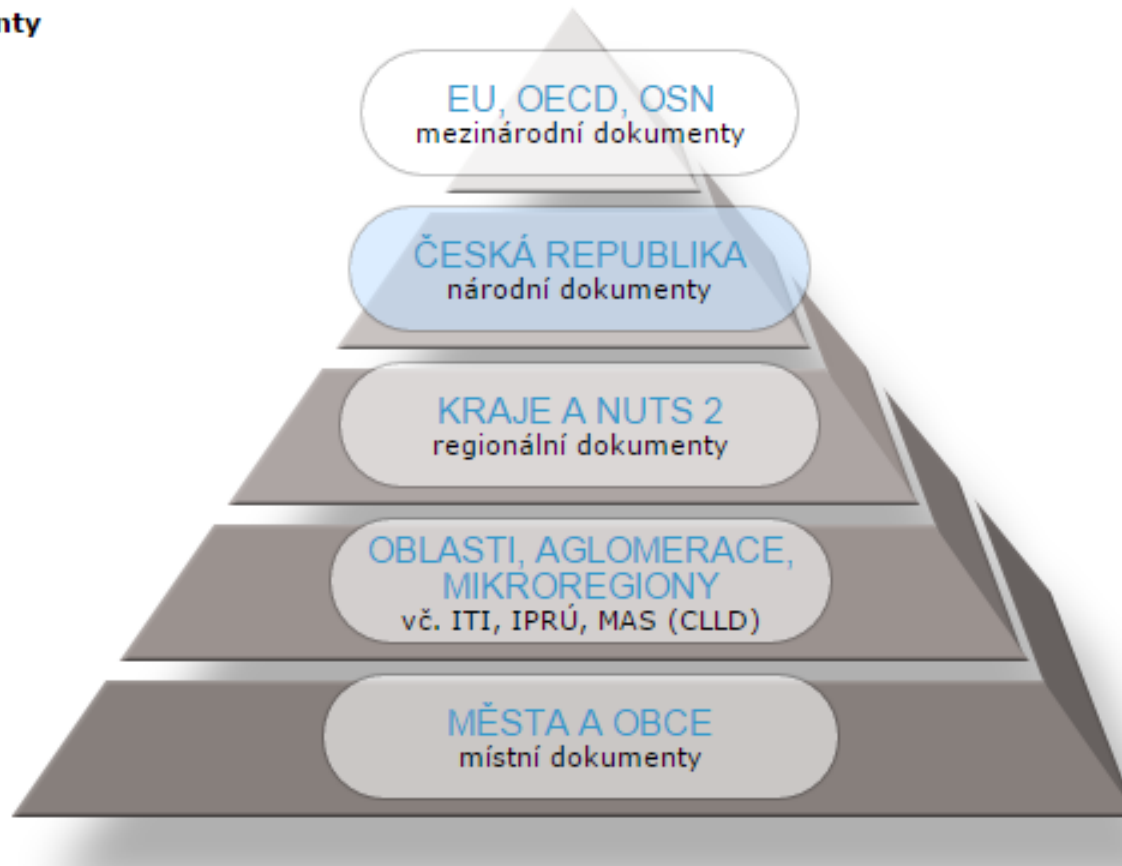 nty
EU, OECD, OSN
mezinárodní dokumenty
ČESKÁ REPUBLIKA
národní dokumenty
KRAJE A NUTS 2
regionální dokumenty
OBLASTI, AGLOMERACE,
MIKROREGIONY
vč. ITI, IPRÚ, MAS (CLLD)
MĚSTA A OBCE
místní dokumenty